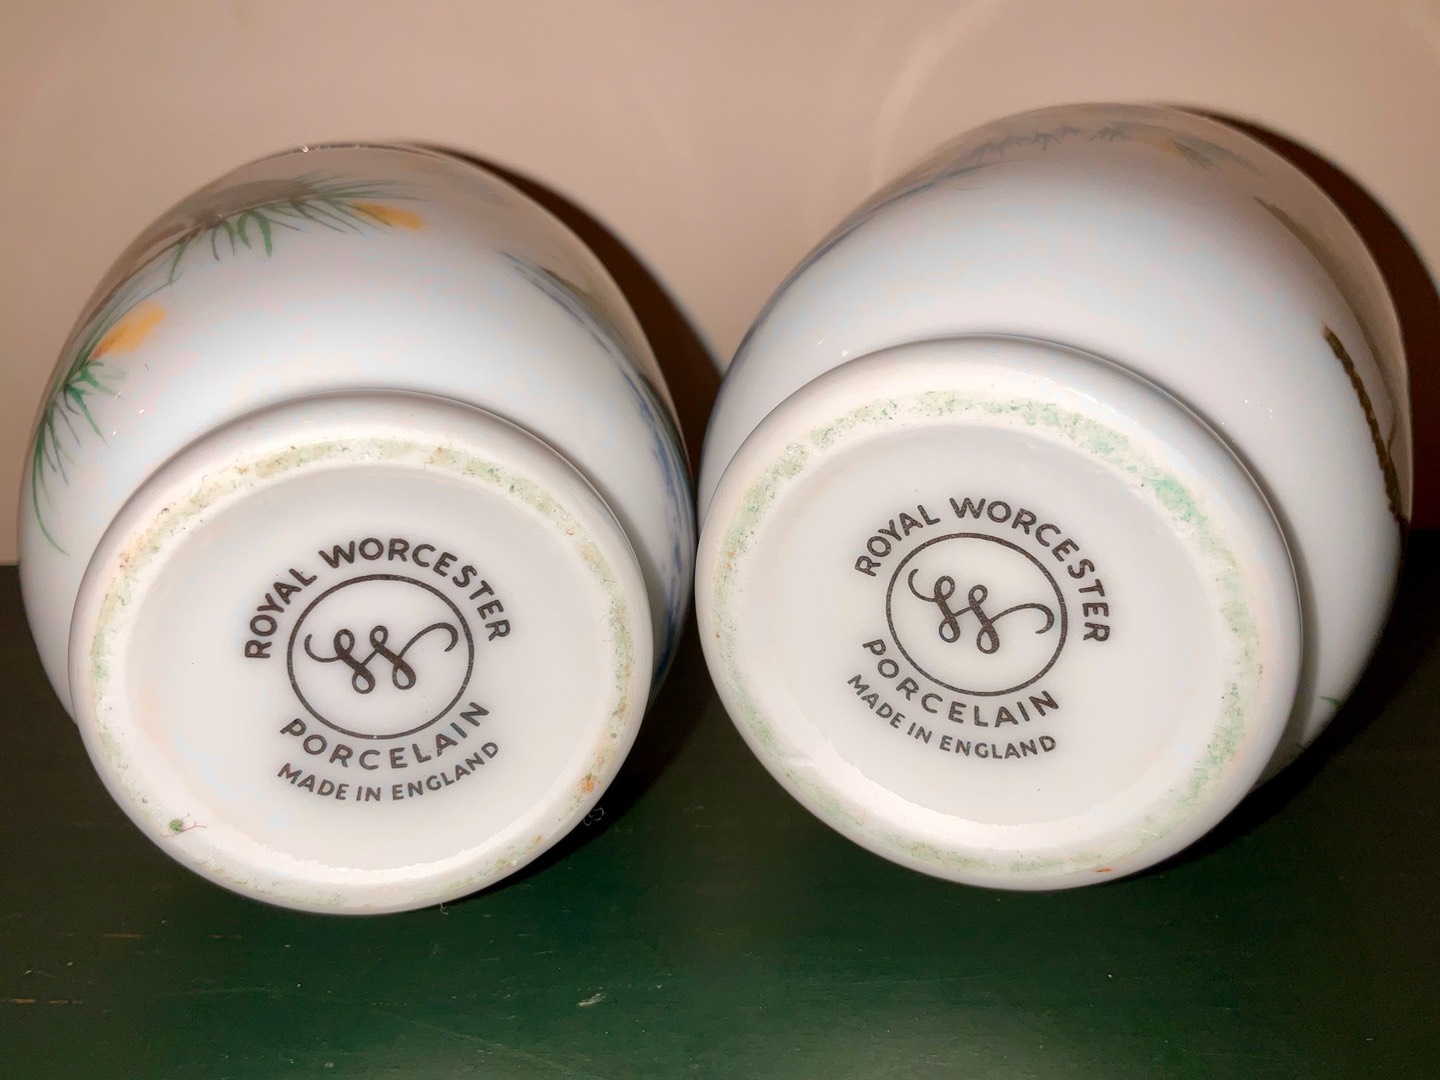 ROYAL WORCESTER
PORCELAIN
MADE IN ENGLAND
ROYAL WORCESTER
PORCELAIN
MADE IN ENGLAND